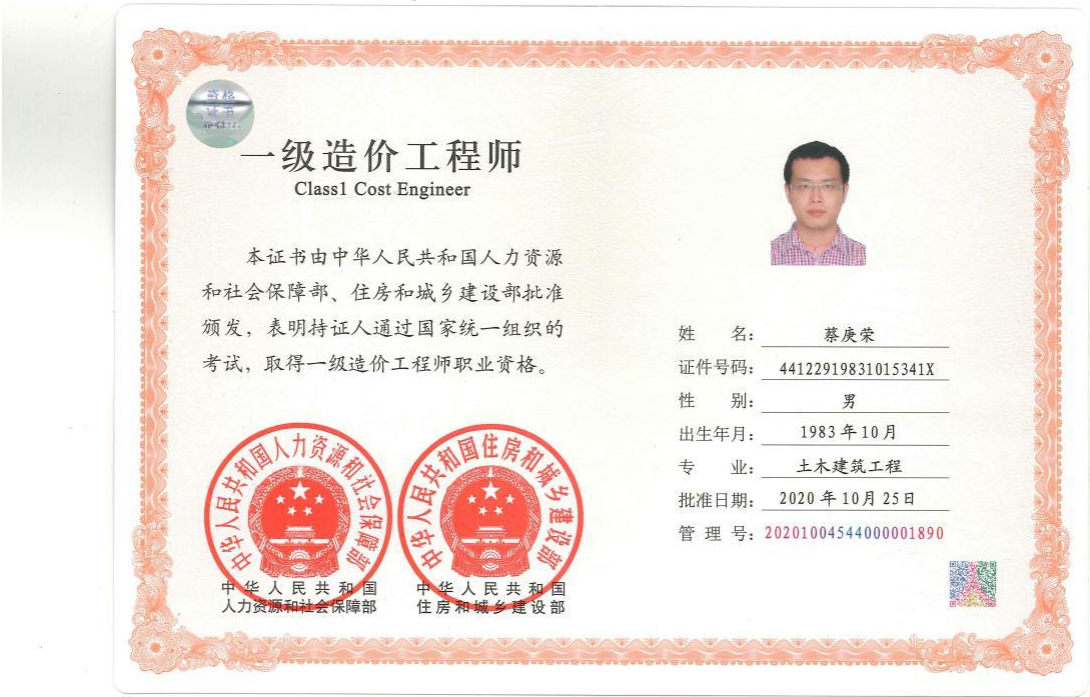 资格
证书
一级造价工程师
Class1 Cost Engineer
本证书由中华人民共和国人力资源
和社会保障部、住房和城乡建设部批准
颁发，表明持证人通过国家统一组织的
考试，取得一级造价工程师职业资格。
中华人民共和国人力资源和社会保障部
中华人民共和国
人力资源和社会保障部
中华人民共和国住房和城乡建设部
中华人民共和国
住房和城乡建设部
姓 名：蔡庚荣
证件号码：44122919831015341X
性 别：男
出生年月：1983年10月
专 业：土木建筑工程
批准日期：2020年10月25日
管 理 号：20201004544000001890